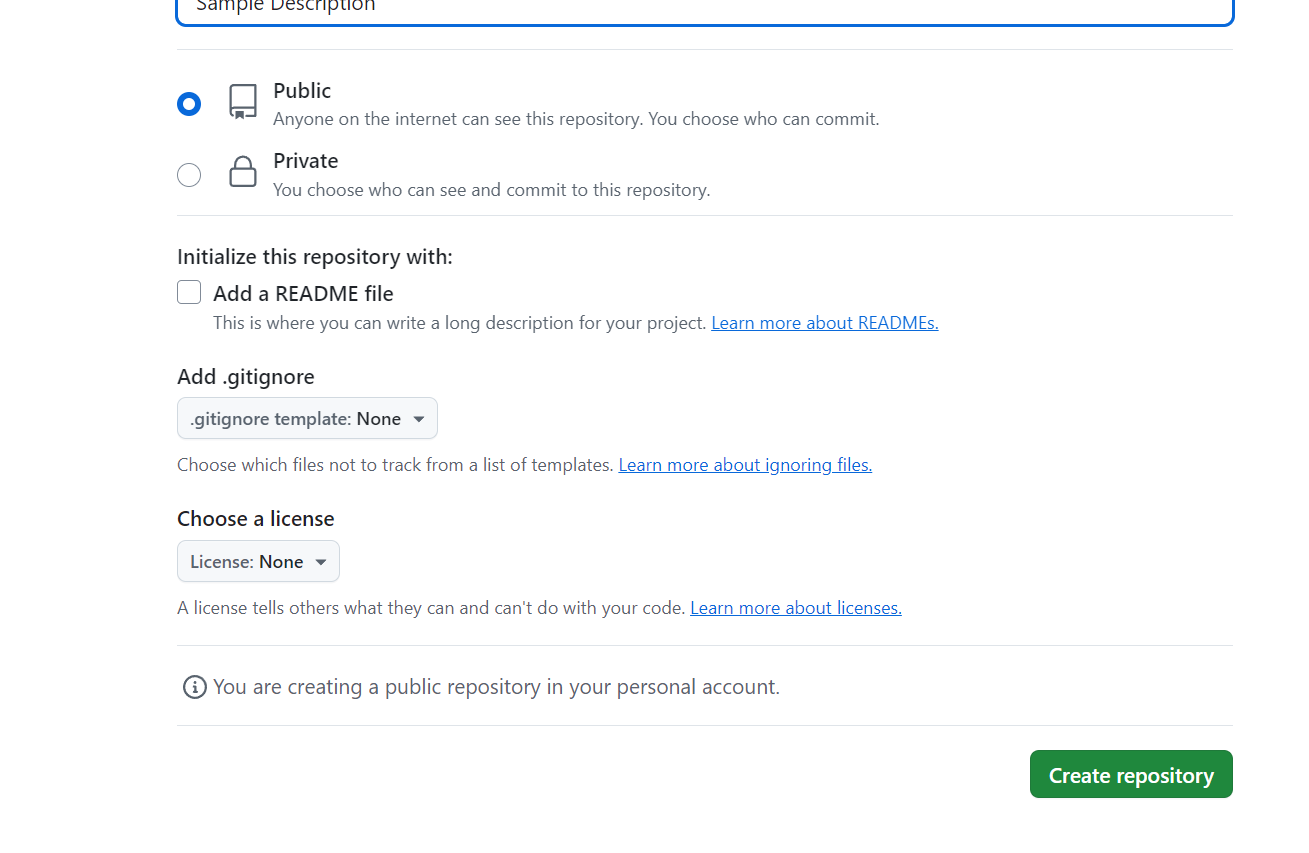 Sample Description
Public
Anyone on the internet can see this repository. You choose who can commit.
Private
You choose who can see and commit to this repository.
Initialize this repository with:
Add a README file
This is where you can write a long description for your project. Learn more about READMEs.
Add .gitignore
.gitignore template: None
Choose which files not to track from a list of templates. Learn more about ignoring files.
Choose a license
License: None
A license tells others what they can and can't do with your code. Learn more about licenses.
You are creating a public repository in your personal account.
Create repository